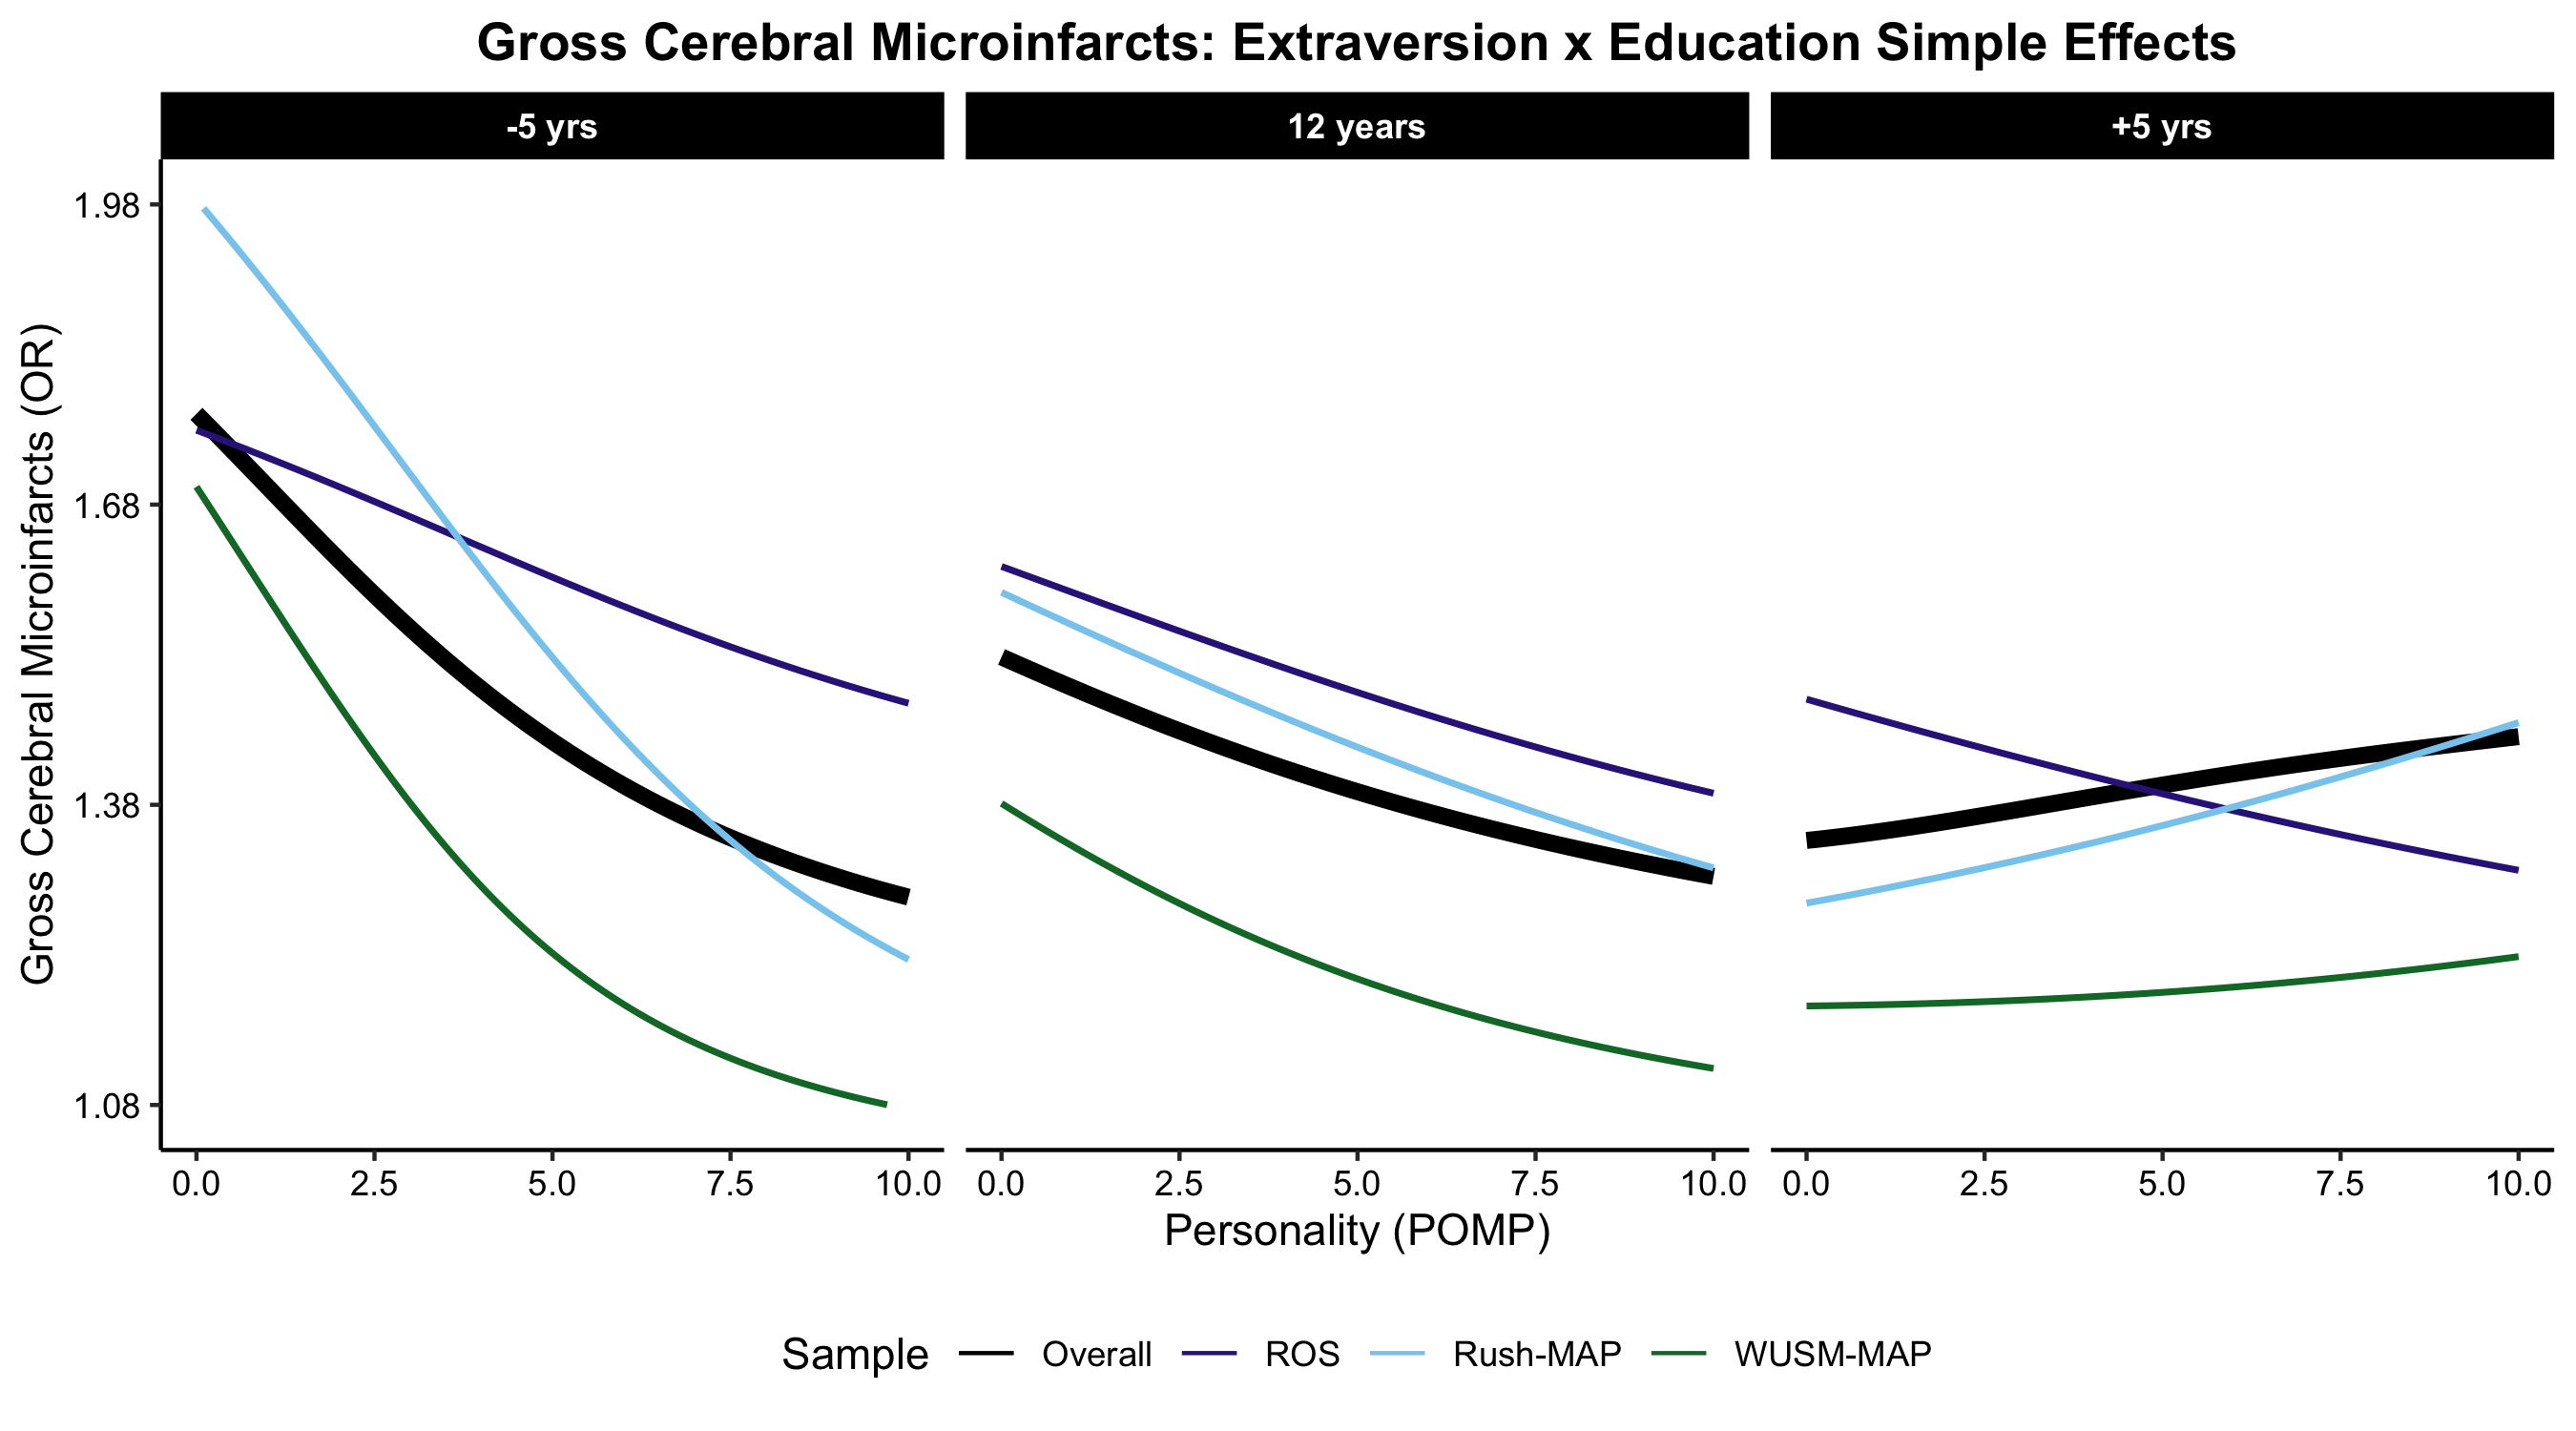 Gross Cerebral Microinfarcts: Extraversion x Education Simple Effects
-5 yrs
12 years
+5 yrs
Gross Cerebral Microinfarcts (OR)
1.98
1.68
1.38
1.08
0.0 2.5 5.0 7.5 10.0
0.0 2.5 5.0 7.5 10.0
0.0 2.5 5.0 7.5 10.0
Personality (POMP)
Sample Overall ROS Rush-MAP WUSM-MAP